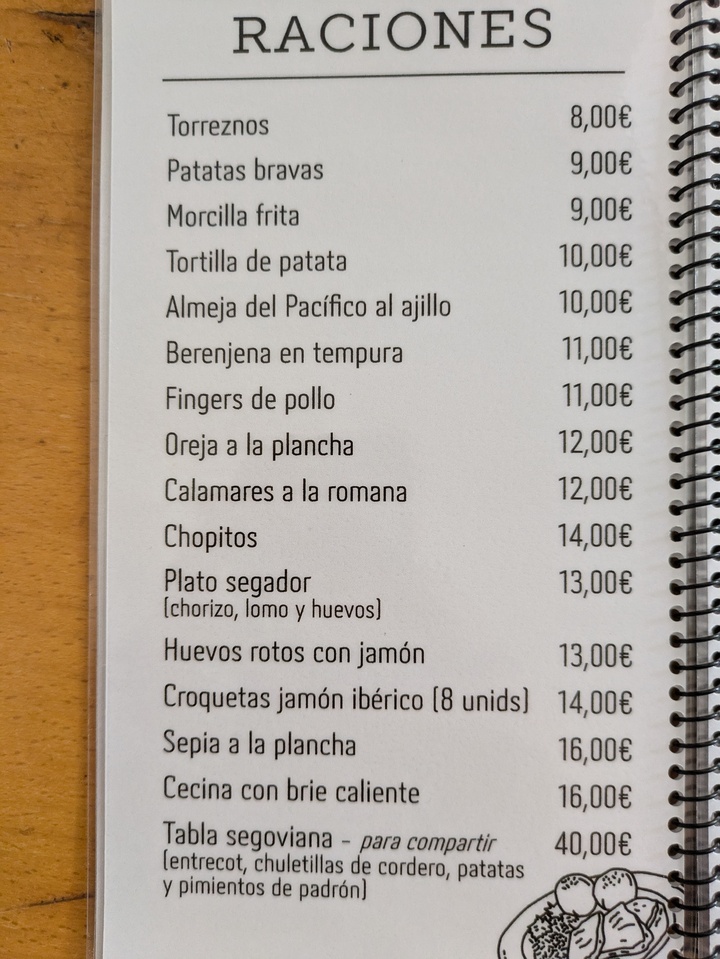 RACIONES
Torreznos 8,00€
Patatas bravas 9,00€
Morcilla frita 9,00€
Tortilla de patata 10,00€
Almeja del Pacífico al ajillo 10,00€
Berenjena en tempura 11,00€
Fingers de pollo 11,00€
Oreja a la plancha 12,00€
Calamares a la romana 12,00€
Chopitos 14,00€
Plato segador 13,00€
(chorizo, lomo y huevos)
Huevos rotos con jamón 13,00€
Croquetas jamón ibérico (8 unids) 14,00€
Sepia a la plancha 16,00€
Cecina con brie caliente 16,00€
Tabla segoviana - para compartir 40,00€
(entrecot, chuletillas de cordero, patatas
y pimientos de padrón)